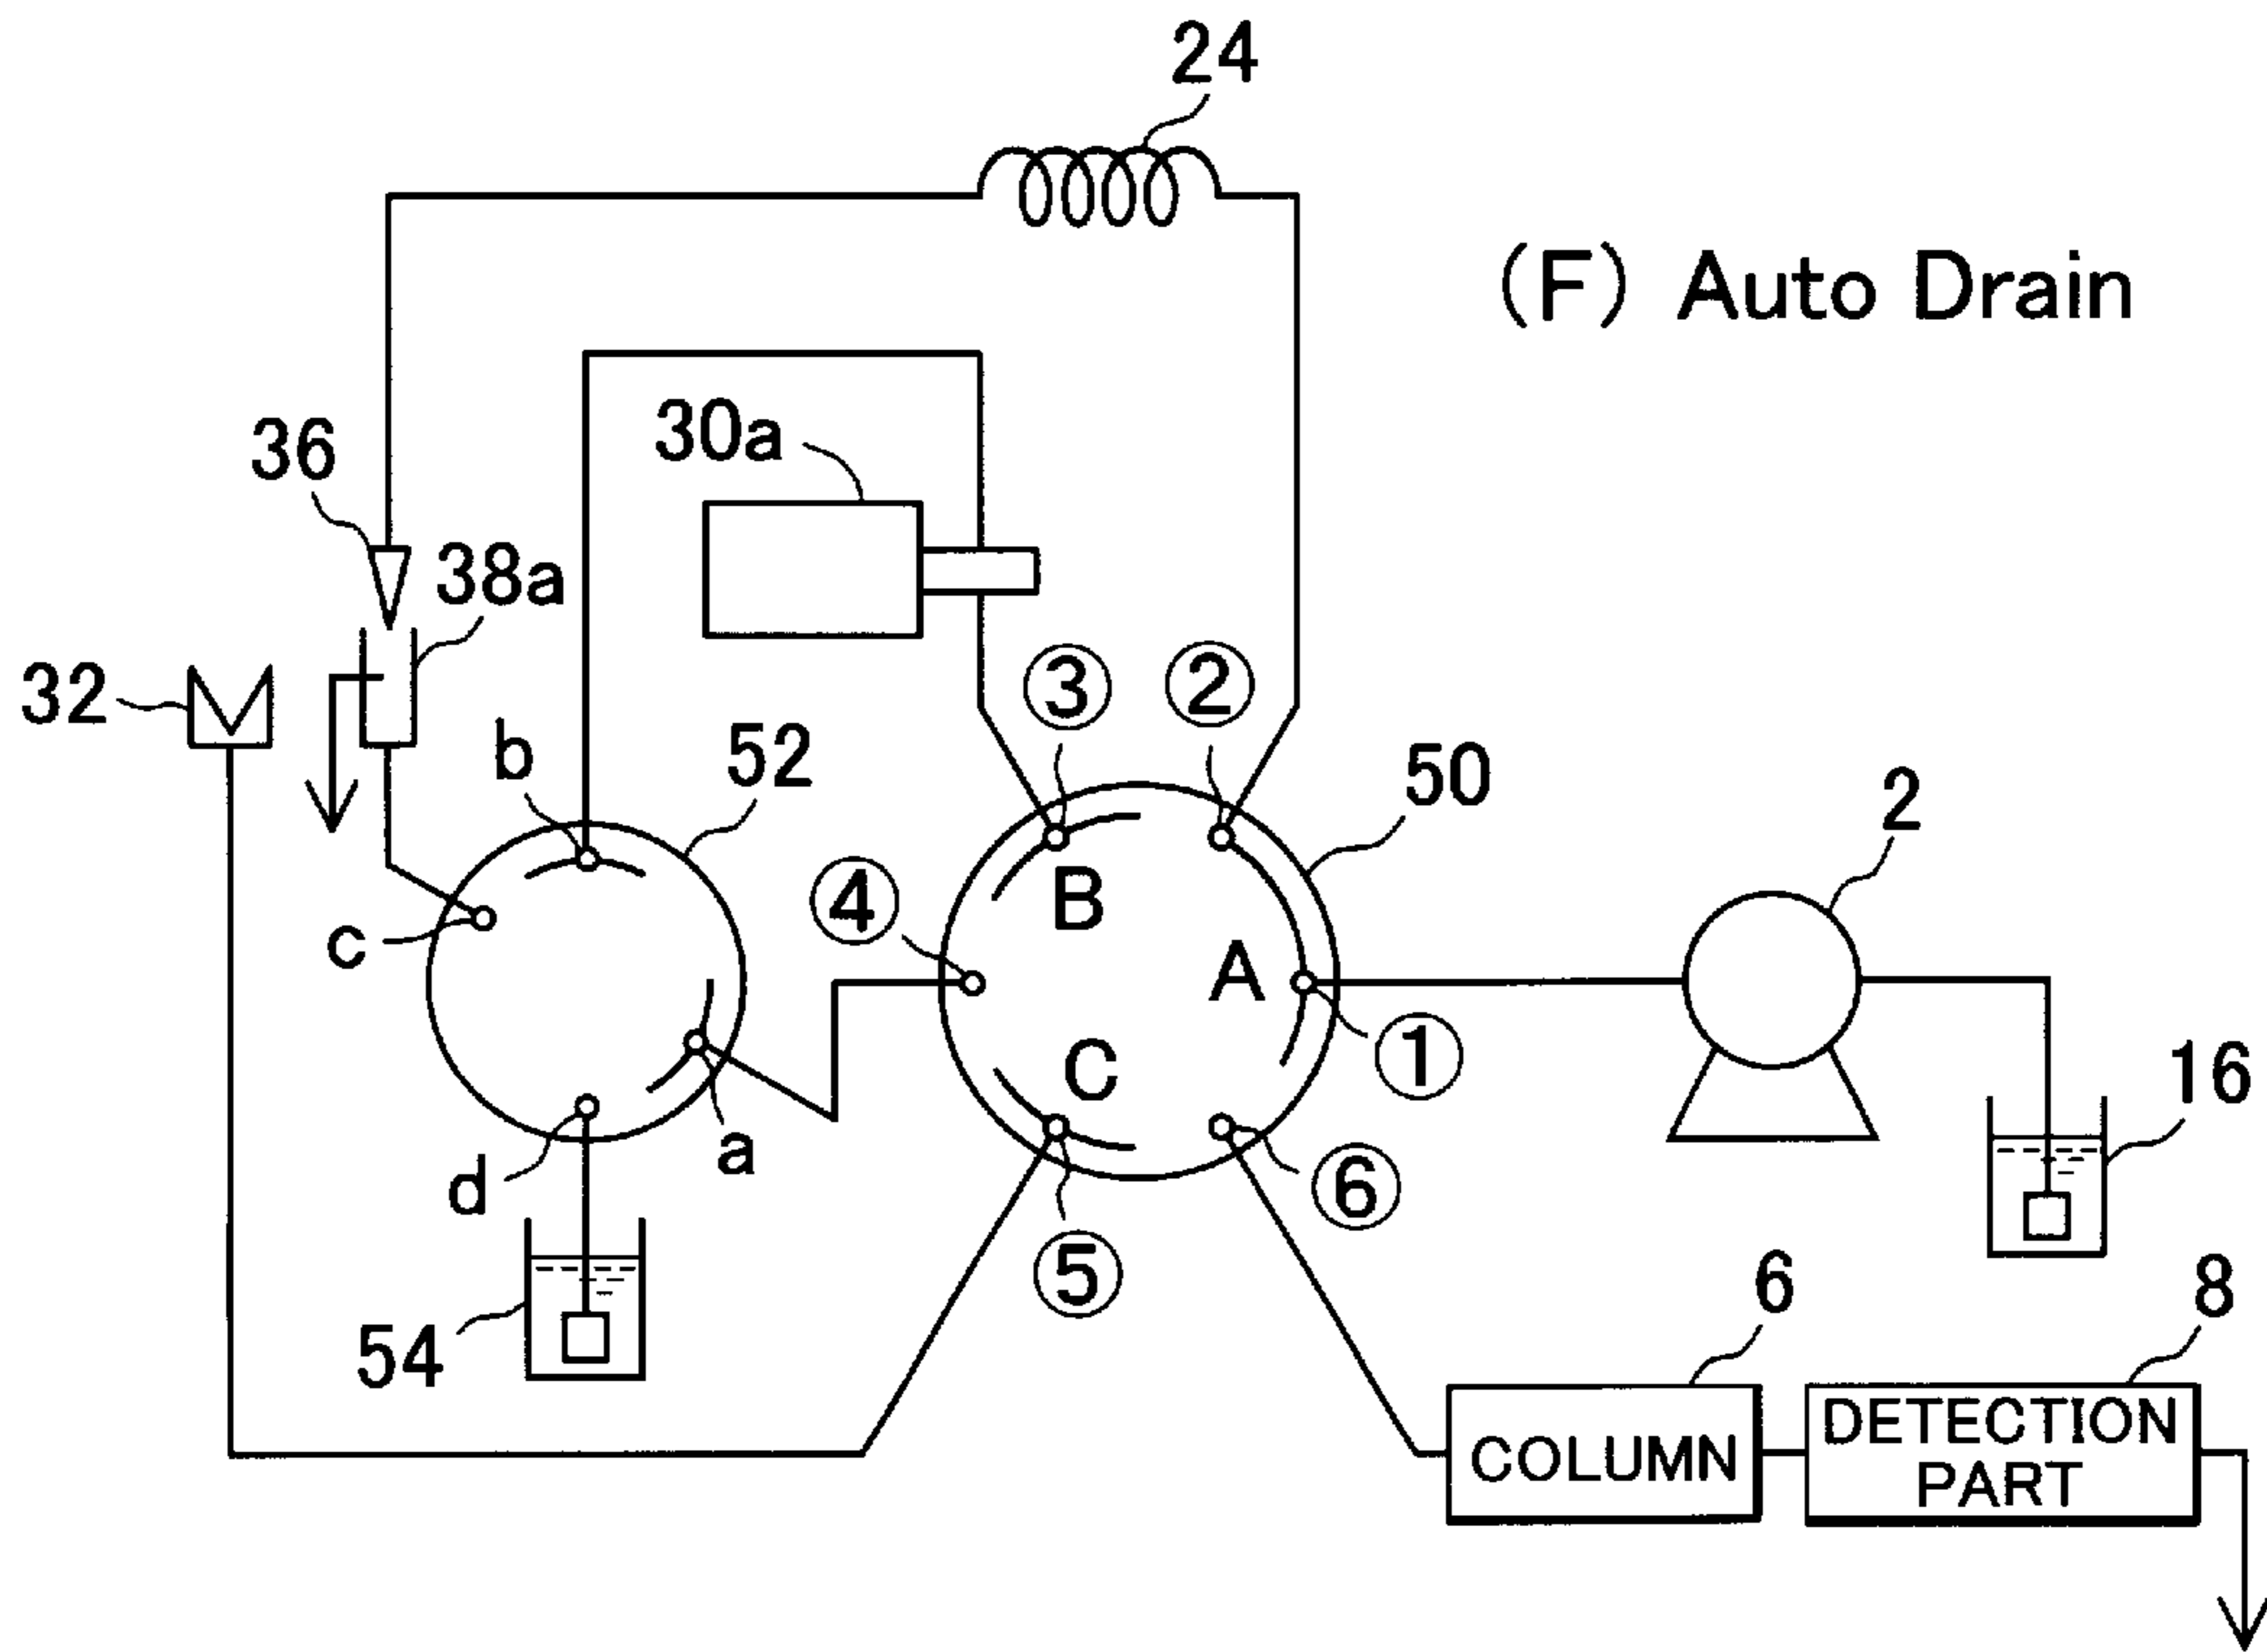 24
(F) Auto Drain
30a
36
38a
32
③
②
b
52
50
2
B
④
c
A
①
C
16
a
d
⑥
⑤
54
6
8
COLUMN
DETECTION
PART